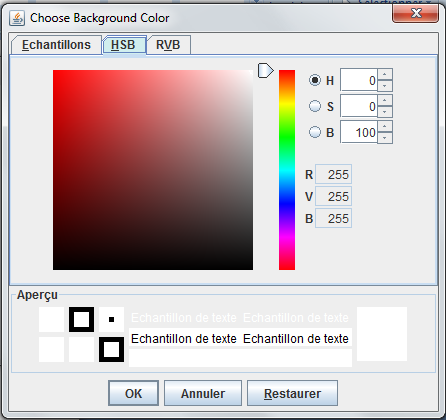 Choose Background Color
Echantillons HSB RVB
H 0
S 0
B 100
R 255
V 255
B 255
Aperçu
Echantillon de texte Echantillon de texte
Echantillon de texte Echantillon de texte
OK Annuler Restaurer